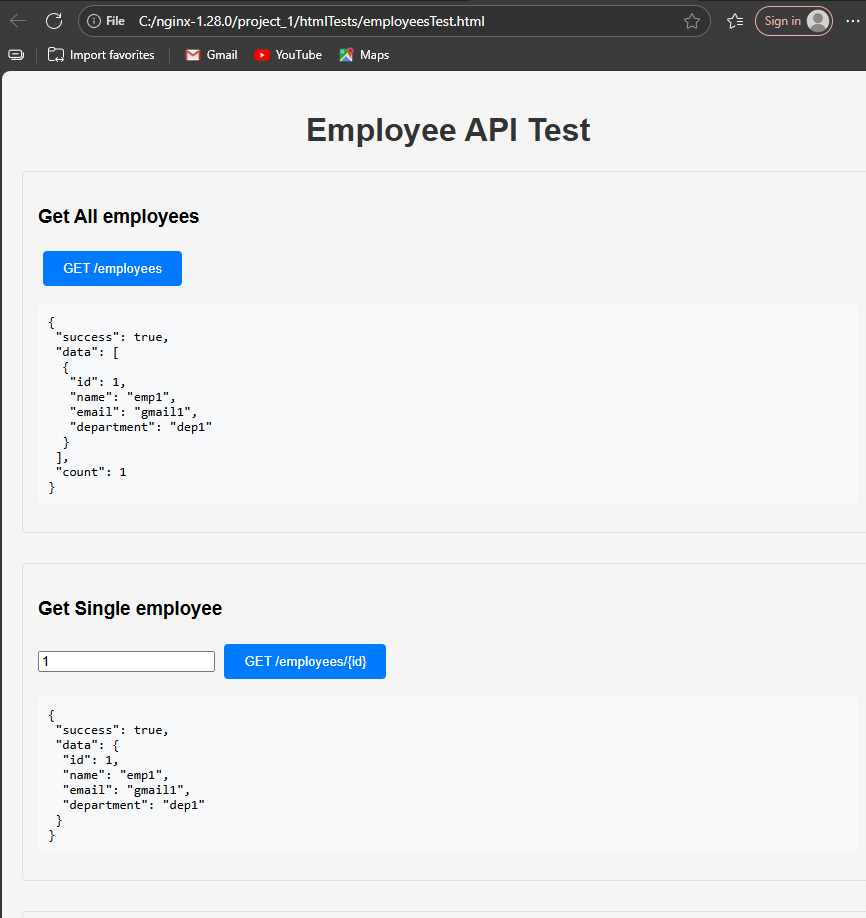 File C:/nginx-1.28.0/project_1/htmlTests/employeesTest.html Sign in
Import favorites Gmail YouTube Maps
Employee API Test
Get All employees
GET /employees
{
"success": true,
"data": [
{
"id": 1,
"name": "emp1",
"email": "gmail1",
"department": "dep1"
}
],
"count": 1
}
Get Single employee
1 GET /employees/{id}
{
"success": true,
"data": {
"id": 1,
"name": "emp1",
"email": "gmail1",
"department": "dep1"
}
}